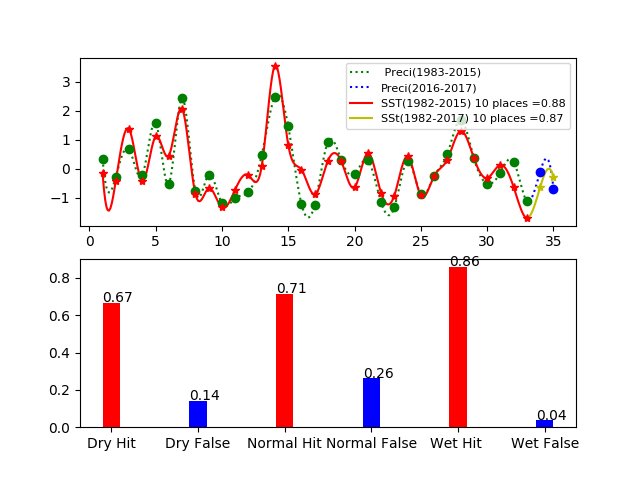 3
2
1
0
−1
Preci(1983-2015)
Preci(2016-2017)
SST(1982-2015) 10 places =0.88
SSt(1982-2017) 10 places =0.87
0 5 10 15 20 25 30 35
0.8
0.6
0.4
0.2
0.0
0.67
0.14
0.71
0.26
0.86
0.04
Dry Hit Dry False Normal Hit Normal False Wet Hit Wet False